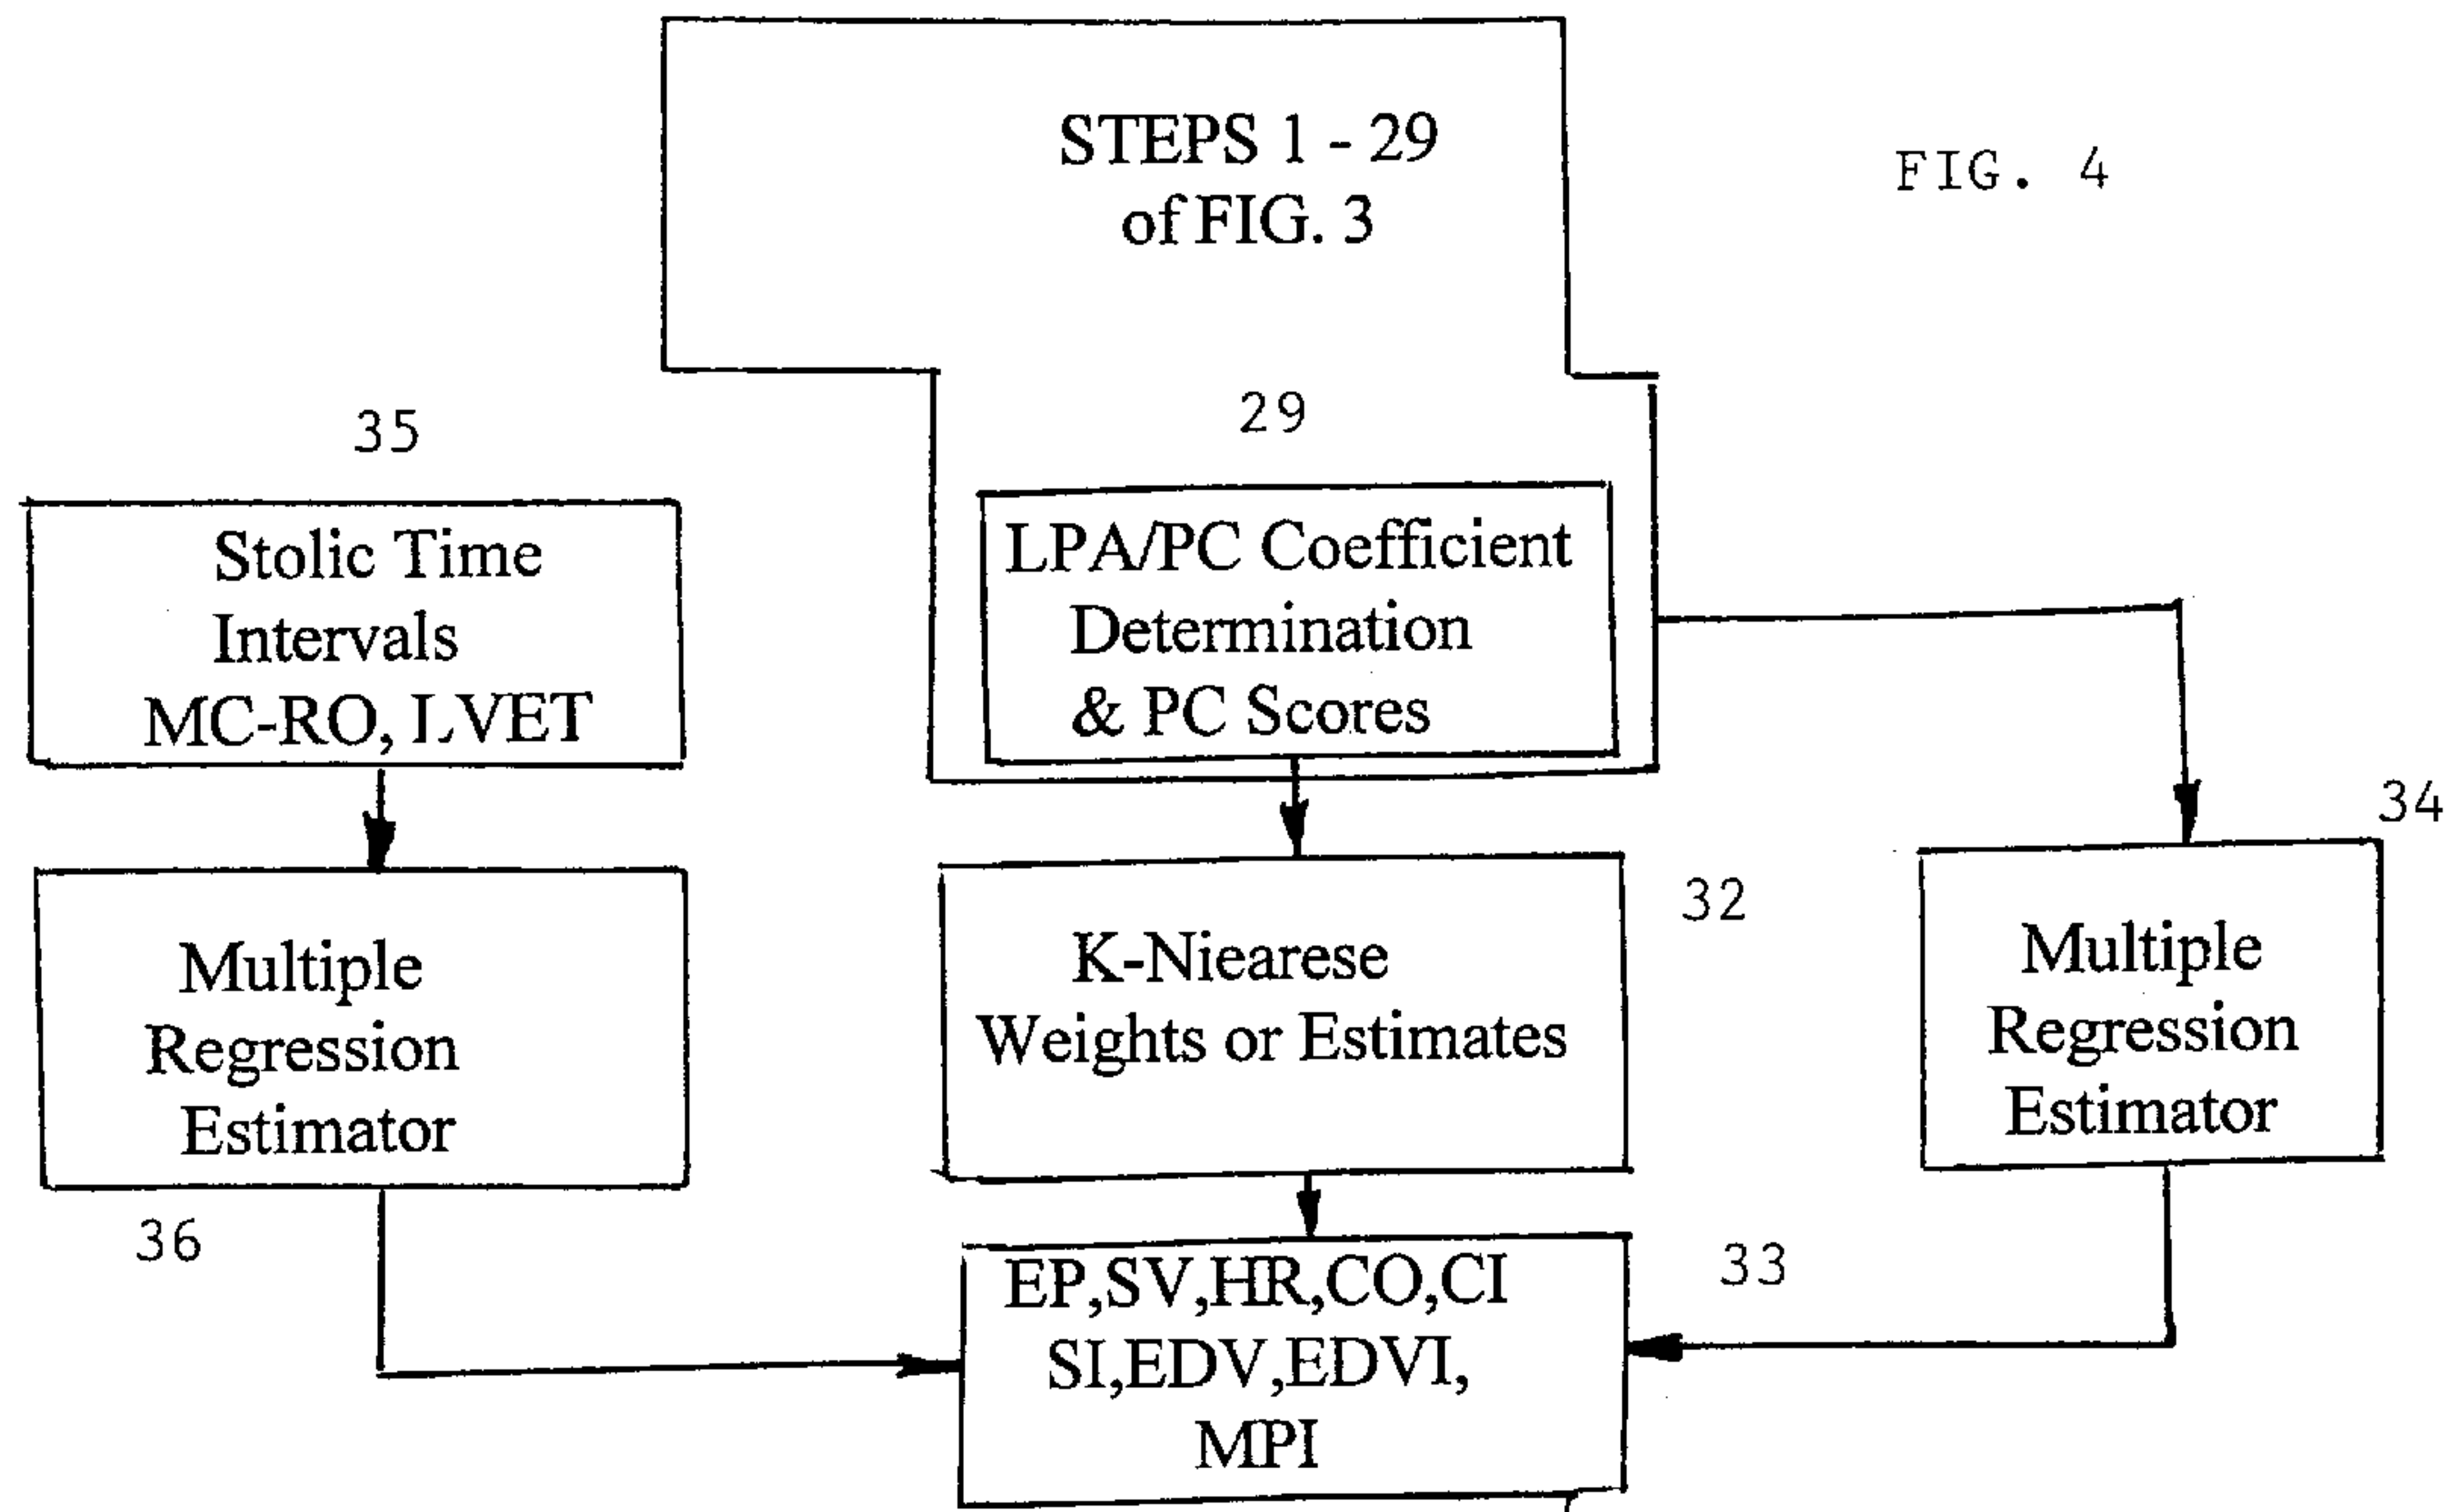 STEPS 1 - 29
of FIG. 3
FIG. 4
35
Stolic Time
Intervals
MC-RO, LVET
29
LPA/PC Coefficient
Determination
& PC Scores
Multiple
Regression
Estimator
36
K-Niearese
Weights or Estimates
32
34
Multiple
Regression
Estimator
EP,SV,HR,CO,CI
SI,EDV,EDVI,
MPI
33